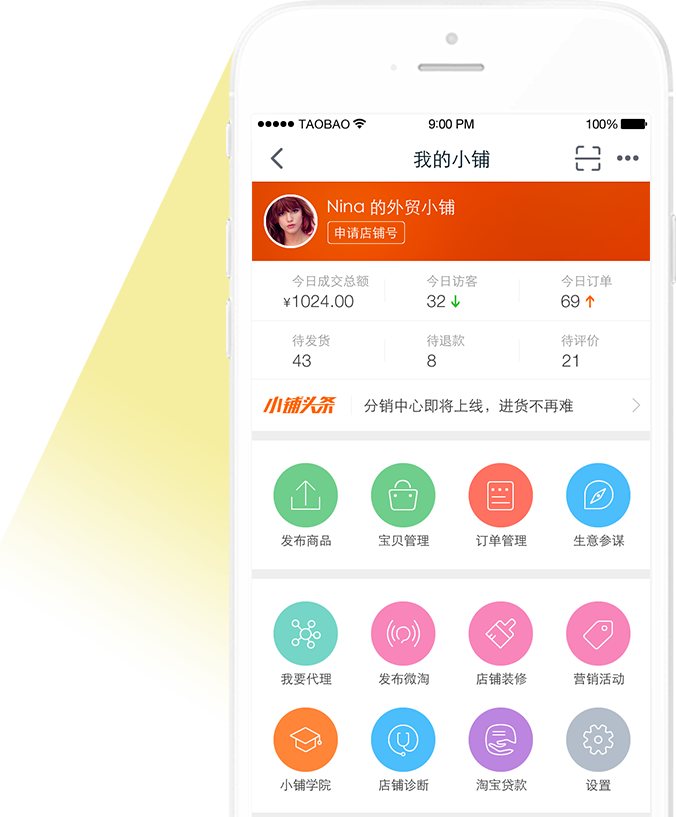 TAOBAO 9:00 PM 100%
我的小铺
Nina 的外贸小铺
申请店铺号
今日成交总额 今日访客 今日订单
¥1024.00 32 69
待发货 待退款 待评价
43 8 21
小铺头条 分销中心即将上线，进货不再难
发布商品 宝贝管理 订单管理 生意参谋
我要代理 发布微淘 店铺装修 营销活动
小铺学院 店铺诊断 淘宝贷款 设置